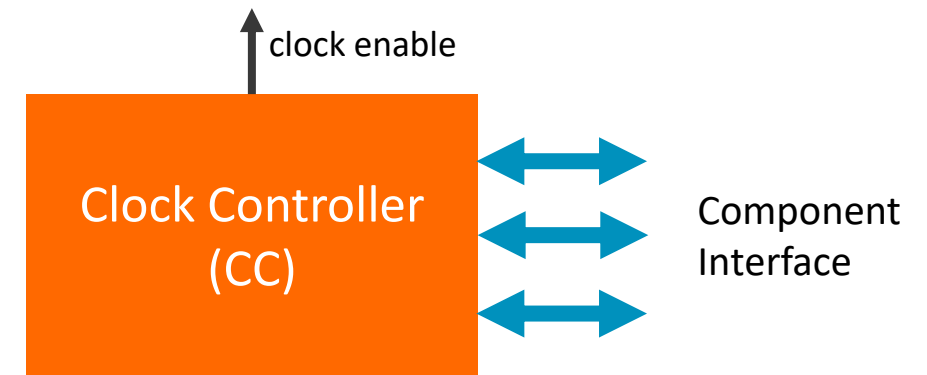 clock enable
Clock Controller
(CC)
Component
Interface